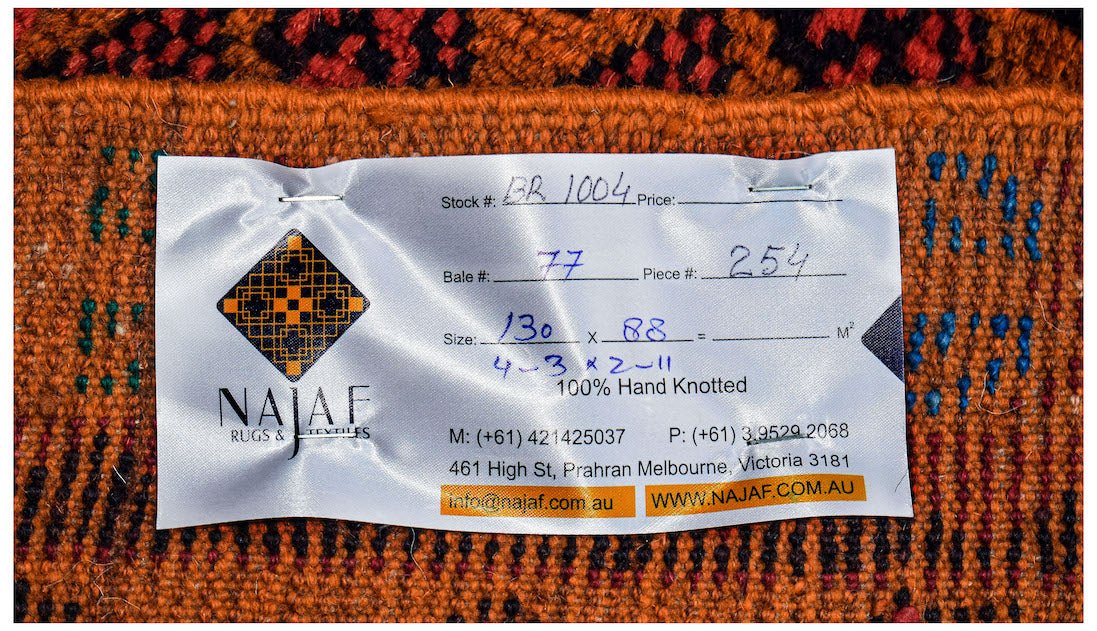 Stock #: BR 1004 Price:
Bale #: 77 Piece #: 254
Size: 130 x 88 = M²
4-3 x 2-11
100% Hand Knotted
NAJAF
RUGS & TEXTILES
M: (+61) 421425037 P: (+61) 3.9529.2068
461 High St, Prahran Melbourne, Victoria 3181
info@najaf.com.au WWW.NAJAF.COM.AU